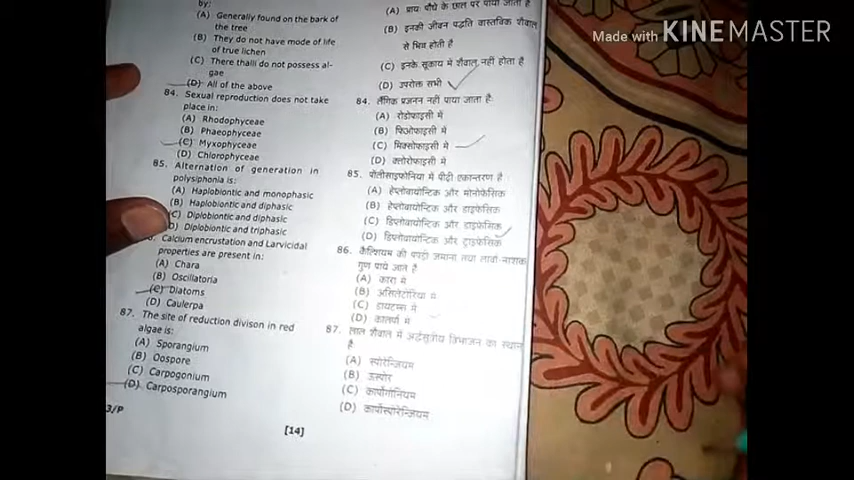 by:
(A) Generally found on the bark of
the tree
(B) They do not have mode of life
of true lichen
(C) There thalli do not possess al-
gae
(D) All of the above
84. Sexual reproduction does not take
place in:
(A) Rhodophyceae
(B) Phaeophyceae
(C) Myxophyceae
(D) Chlorophyceae
85. Alternation of generation in
polysiphonia is:
(A) Haplobiontic and monophasic
(B) Haplobiontic and diphasic
(C) Diplobiontic and diphasic
(D) Diplobiontic and triphasic
Calcium encrustation and Larvicidal
properties are present in:
(A) Chara
(B) Oscillatoria
(C) Diatoms
(D) Caulerpa
87. The site of reduction divison in red
algae is:
(A) Sporangium
(B) Oospore
(C) Carpogonium
(D) Carposporangium
3/P
[14]
(A) प्रायः पौधे के छाल पर पाया जाता है
(B) इनकी जीवन पद्धति वास्तविक शैवाल
से भिन्न होती है
(C) इनके सूकाय में शैवाल नहीं होता है
(D) उपरोक्त सभी
84. लैंगिक प्रजनन नहीं पाया जाता है:
(A) रोडोफाइसी में
(B) फिओफाइसी में
(C) मिक्सोफाइसी में
(D) क्लोरोफाइसी में
85. पोलीसाइफोनिया में पीढ़ी एकान्तरण है
(A) हेप्लोबायोन्टिक और मोनोफेसिक
(B) हेप्लोबायोन्टिक और डाइफेसिक
(C) डिप्लोबायोन्टिक और डाइफेसिक
(D) डिप्लोबायोन्टिक और ट्राइफेसिक
86. कैल्शियम की पपड़ी जमाना तथा लार्वा-नाशक
गुण पाये जाते है
(A) कारा में
(B) असिलेटोरिया में
(C) डायटम्स में
(D) कालर्पा में
87. लाल शैवाल में अर्द्धसूत्रीय विभाजन का स्थान
है
(A) स्पोरेन्जियम
(B) ऊस्पोर
(C) कार्पोगोनियम
(D) कार्पोस्पोरेन्जियम
Made with KINEMASTER